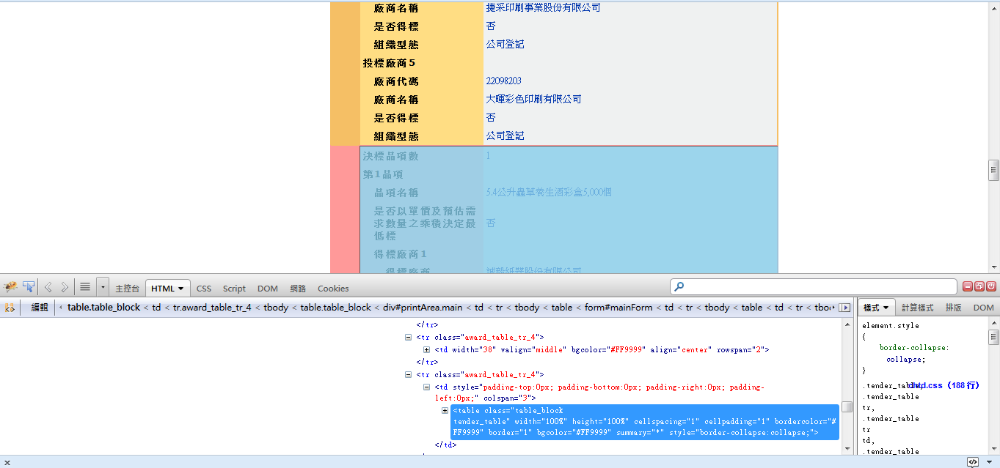 廠商名稱 捷采印刷事業股份有限公司
是否得標 否
組織型態 公司登記
投標廠商5
廠商代碼 22098203
廠商名稱 大暉彩色印刷有限公司
是否得標 否
組織型態 公司登記
決標品項數 1
第1品項
品項名稱 5.4公升蟲草養生酒彩盒5,000個
是否以單價及預估需
求數量之乘積決定最 否
低標
得標廠商1
得標廠商 誠毅紙器股份有限公司
主控台 HTML CSS Script DOM 網路 Cookies
編輯 table.table_block < td < tr.award_table_tr_4 < tbody < table.table_block < div#printArea.main < td < tr < tbody < table < form#mainForm < td < tr < tbody < table < td < tr < tbo
樣式 計算樣式 排版 DOM
</tr>
<tr class="award_table_tr_4">
<td width="38" valign="middle" bgcolor="#FF9999" align="center" rowspan="2">
</tr>
<tr class="award_table_tr_4">
<td style="padding-top:0px; padding-bottom:0px; padding-right:0px; padding-
left:0px;" colspan="3">
<table class="table_block
tender_table" width="100%" height="100%" cellspacing="1" cellpadding="1" bordercolor="#
FF9999" border="1" bgcolor="#FF9999" summary="*" style="border-collapse:collapse;">
</td>
element.style
{
border-collapse:
collapse;
}
.tender_table, chtd.css (188 行)
.tender_table
tr,
.tender_table
tr
td,
.tender_table